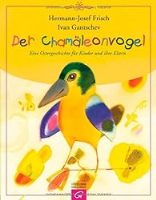 Hermann-Josef Frisch
Ivan Gantschev
Der Chamäleonvogel
Eine Ostergeschichte für Kinder und ihre Eltern